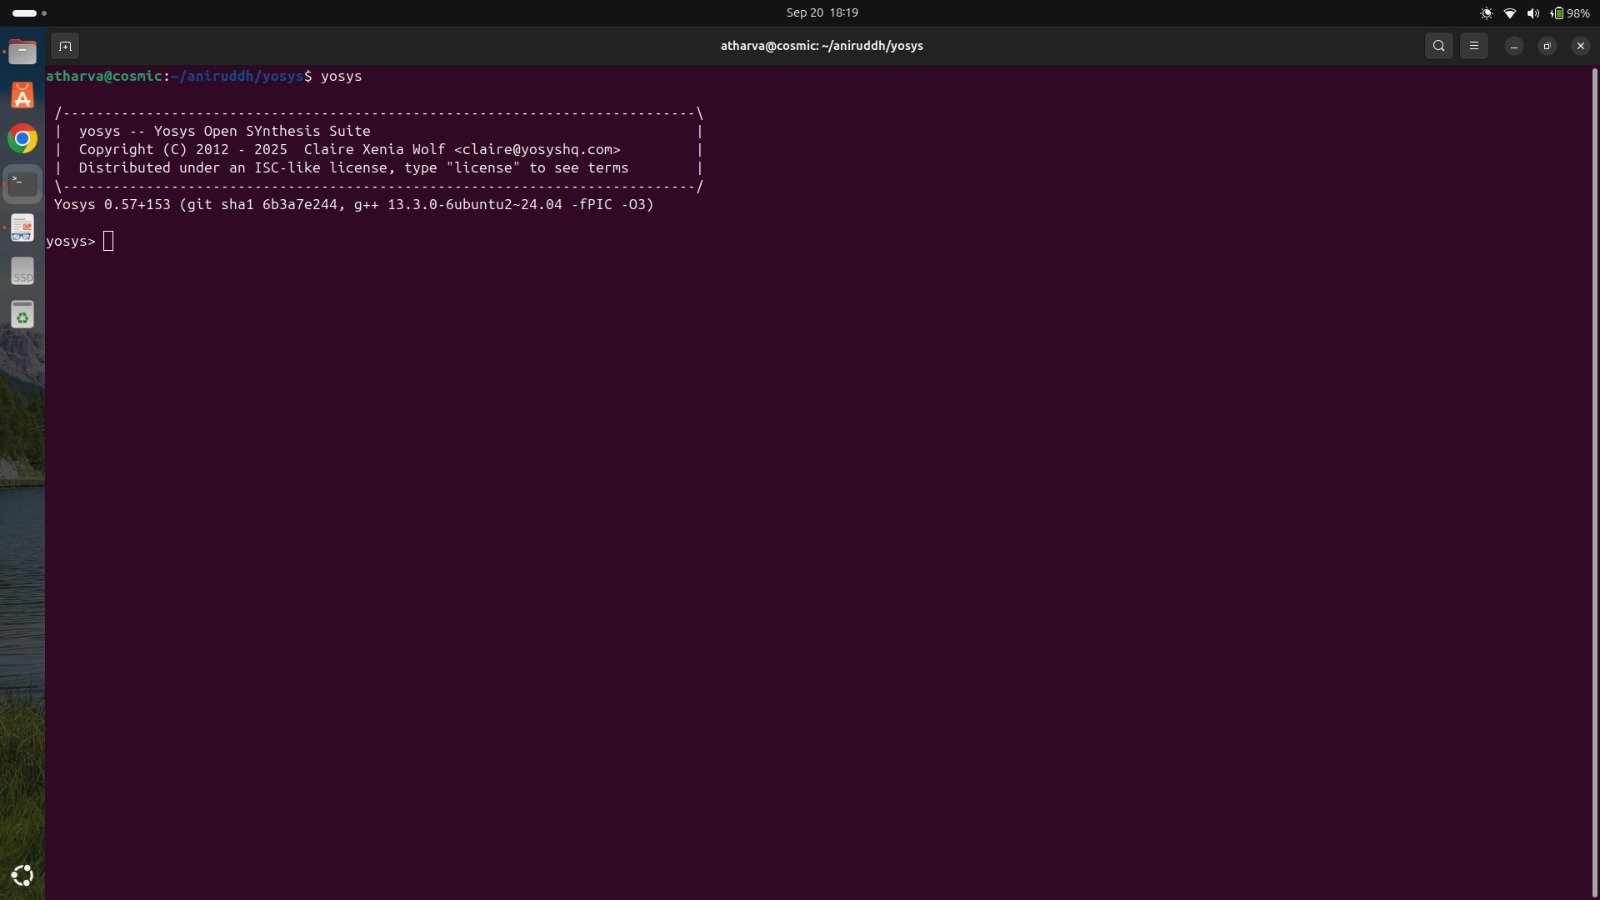 Sep 20 18:19
98%
atharva@cosmic: ~/aniruddh/yosys
atharva@cosmic:~/aniruddh/yosys$ yosys
/----------------------------------------------------------------------------\
| yosys -- Yosys Open SYnthesis Suite |
| Copyright (C) 2012 - 2025 Claire Xenia Wolf <claire@yosyshq.com> |
| Distributed under an ISC-like license, type "license" to see terms |
\----------------------------------------------------------------------------/
Yosys 0.57+153 (git sha1 6b3a7e244, g++ 13.3.0-6ubuntu2~24.04 -fPIC -O3)
yosys>
SSD